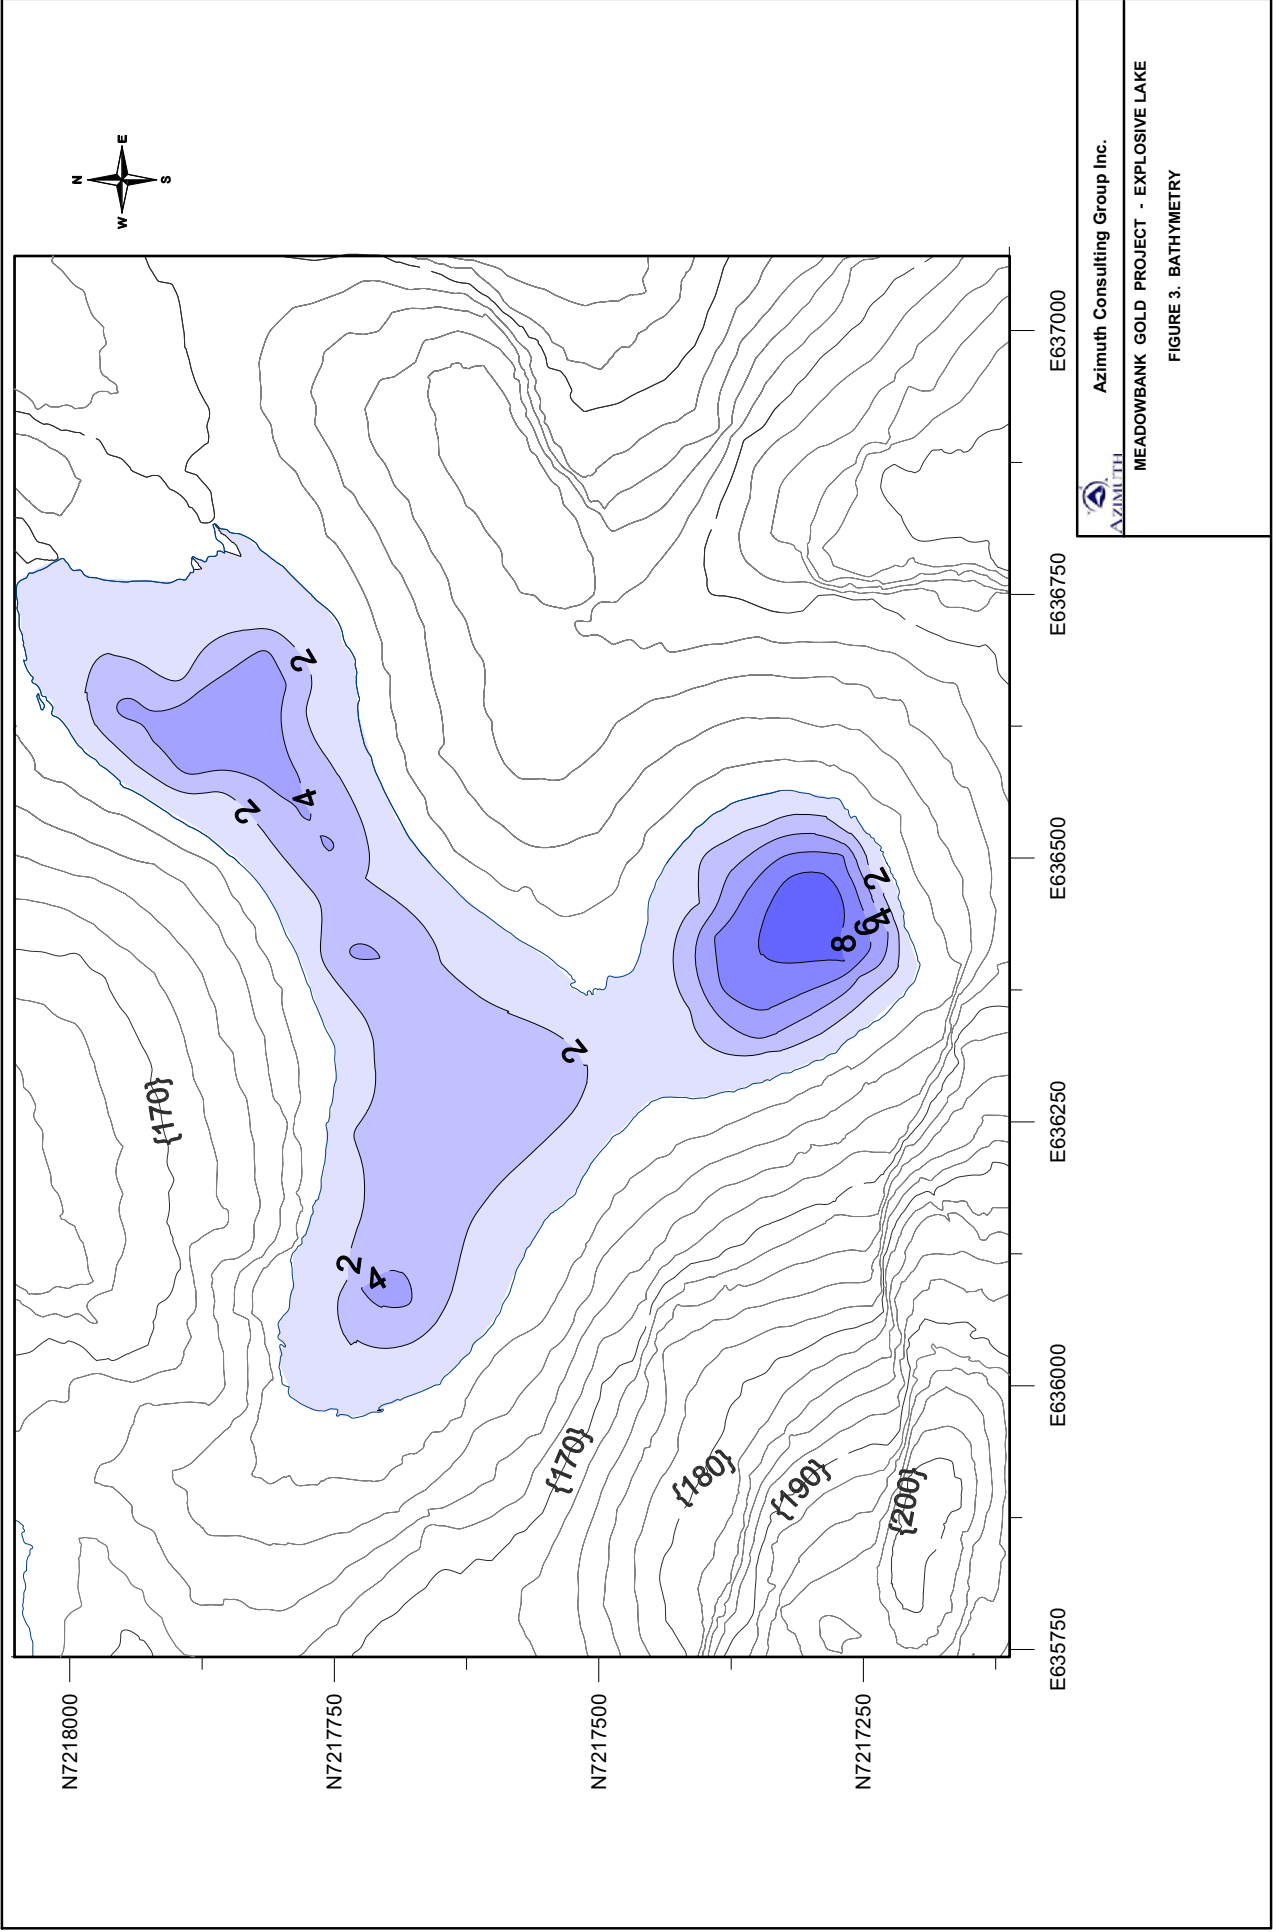 N
W
E
S
{170}
2
2
4
2
4
2
2
4
6
8
{170}
{180}
{190}
{200}
N7218000
N7217750
N7217500
N7217250
E635750
E636000
E636250
E636500
E636750
E637000
AZIMUTH
Azimuth Consulting Group Inc.
MEADOWBANK GOLD PROJECT - EXPLOSIVE LAKE
FIGURE 3. BATHYMETRY